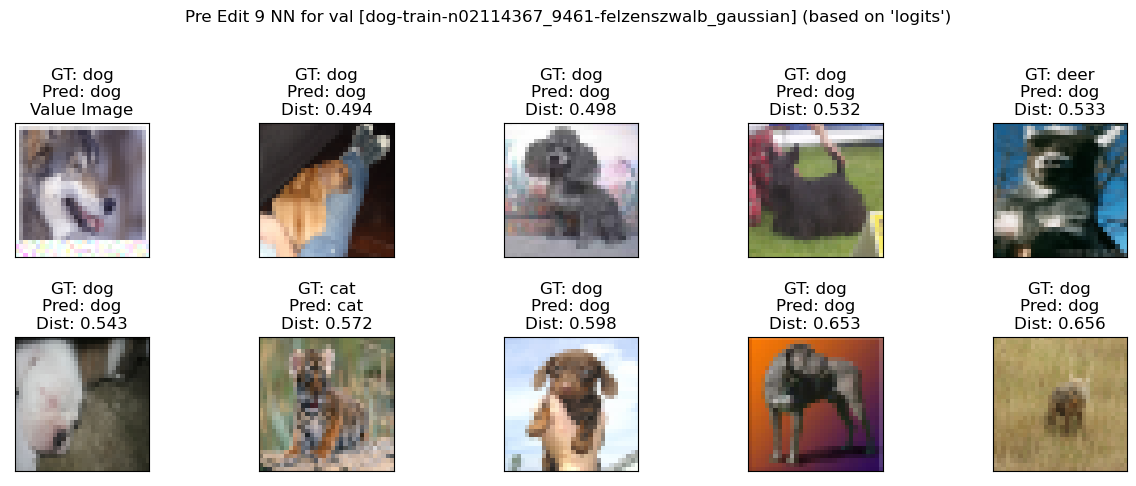 Pre Edit 9 NN for val [dog-train-n02114367_9461-felzenszwalb_gaussian] (based on 'logits')
GT: dog
Pred: dog
Value Image
GT: dog
Pred: dog
Dist: 0.494
GT: dog
Pred: dog
Dist: 0.498
GT: dog
Pred: dog
Dist: 0.532
GT: deer
Pred: dog
Dist: 0.533
GT: dog
Pred: dog
Dist: 0.543
GT: cat
Pred: cat
Dist: 0.572
GT: dog
Pred: dog
Dist: 0.598
GT: dog
Pred: dog
Dist: 0.653
GT: dog
Pred: dog
Dist: 0.656